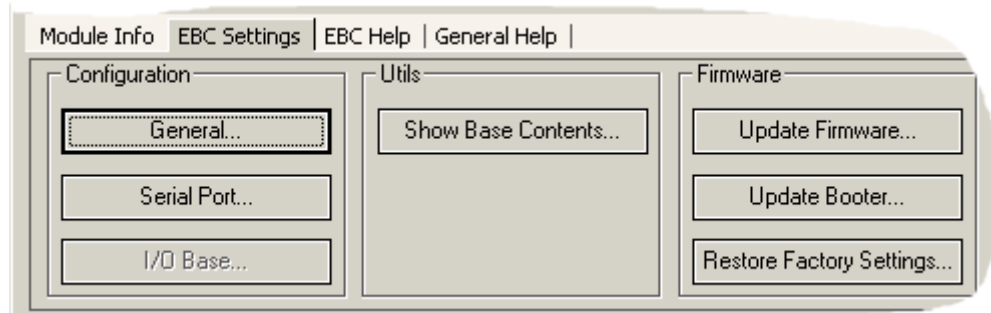 Module Info EBC Settings EBC Help General Help
Configuration Utils Firmware
General... Show Base Contents... Update Firmware...
Serial Port... Update Booter...
I/O Base... Restore Factory Settings...